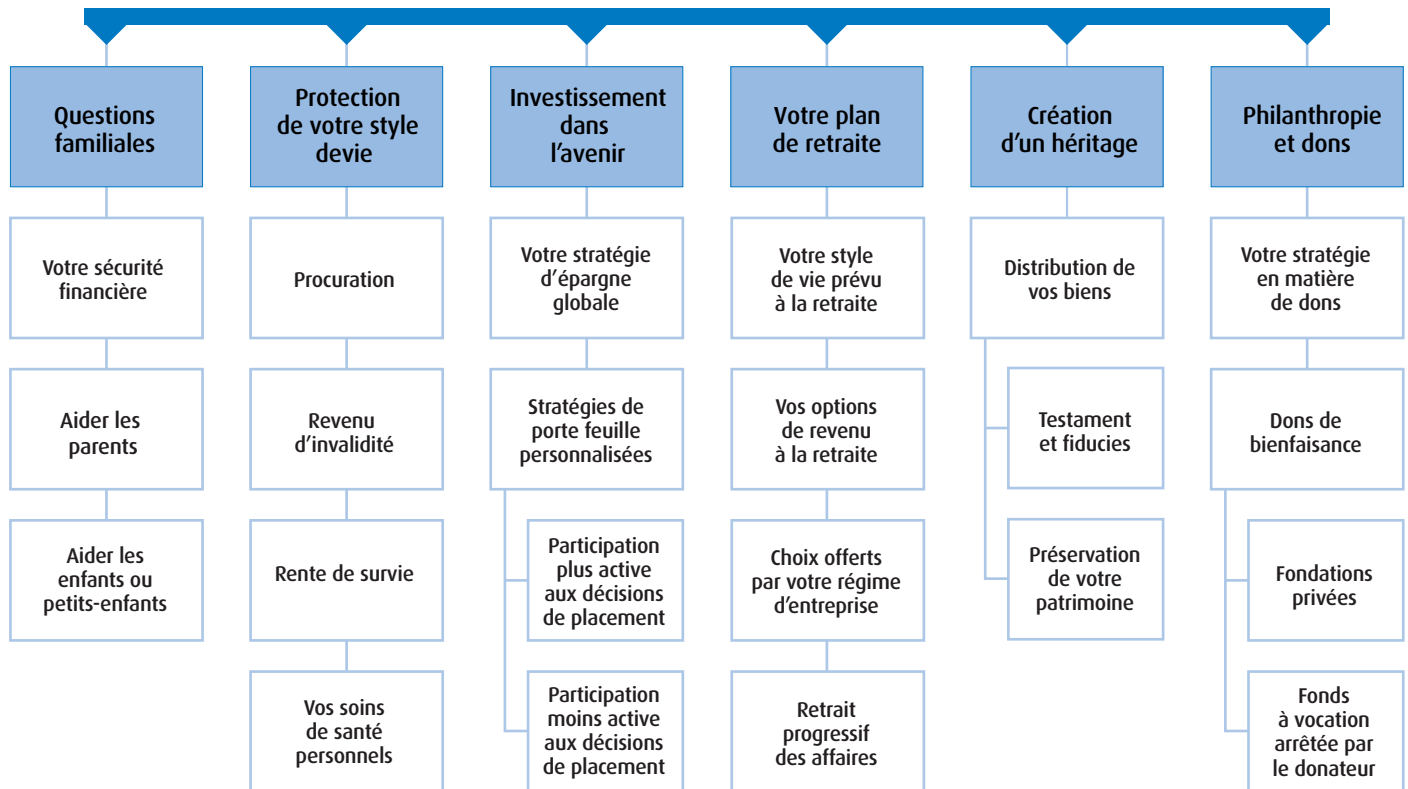 Questions
familiales
Protection
de votre style
devie
Investissement
dans
l'avenir
Votre plan
de retraite
Création
d'un héritage
Philanthropie
et dons
Votre sécurité
financière
Procuration
Votre stratégie
d'épargne
globale
Votre style
de vie prévu
à la retraite
Distribution de
vos biens
Votre stratégie
en matière
de dons
Aider les
parents
Revenu
d'invalidité
Stratégies de
porte feuille
personnalisées
Vos options
de revenu
à la retraite
Testament
et fiducies
Dons de
bienfaisance
Aider les
enfants ou
petits-enfants
Rente de survie
Participation
plus active
aux décisions
de placement
Choix offerts
par votre régime
d'entreprise
Préservation
de votre
patrimoine
Fondations
privées
Vos soins
de santé
personnels
Participation
moins active
aux décisions
de placement
Retrait
progressif
des affaires
Fonds
à vocation
arrêtée par
le donateur